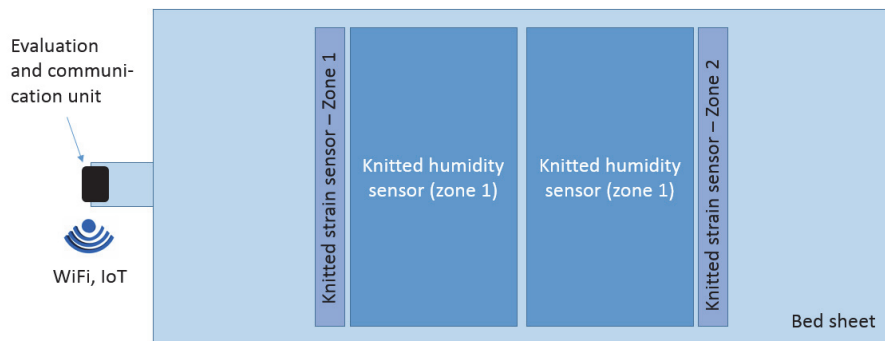 Evaluation
and communi-
cation unit
WiFi, IoT
Knitted strain sensor – Zone 1
Knitted humidity
sensor (zone 1)
Knitted humidity
sensor (zone 1)
Knitted strain sensor – Zone 2
Bed sheet